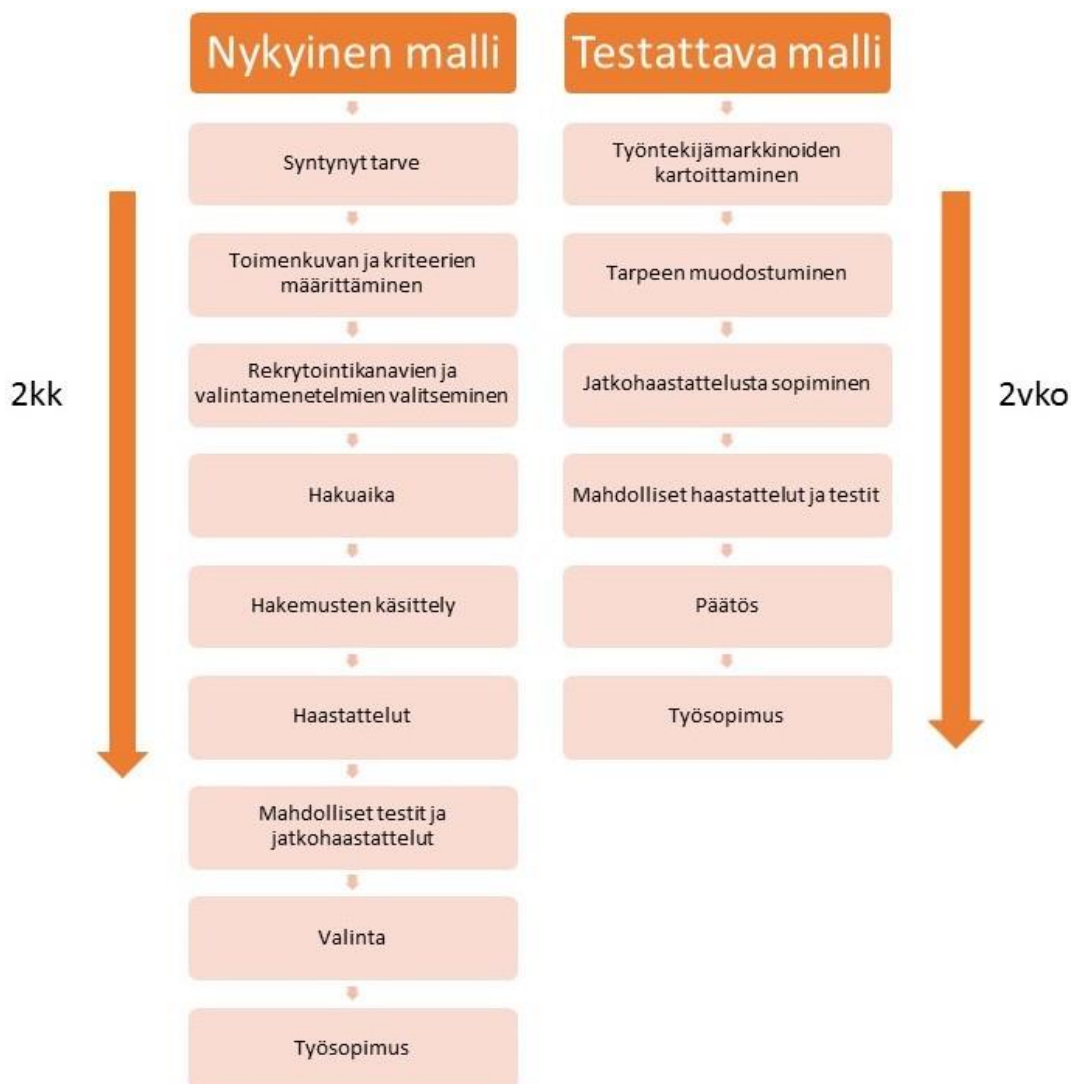 Nykyinen malli
Syntynyt tarve
Toimenkuvan ja kriteerien
määrittäminen
Rekrytointikanavien ja
valintamenetelmien valitseminen
Hakuaika
Hakemusten käsittely
Haastattelut
Mahdolliset testit ja
jatkohaastattelut
Valinta
Työsopimus
2kk
Testattava malli
Työntekijämarkkinoiden
kartoittaminen
Tarpeen muodostuminen
Jatkohaastattelusta sopiminen
Mahdolliset haastattelut ja testit
Päätös
Työsopimus
2vko